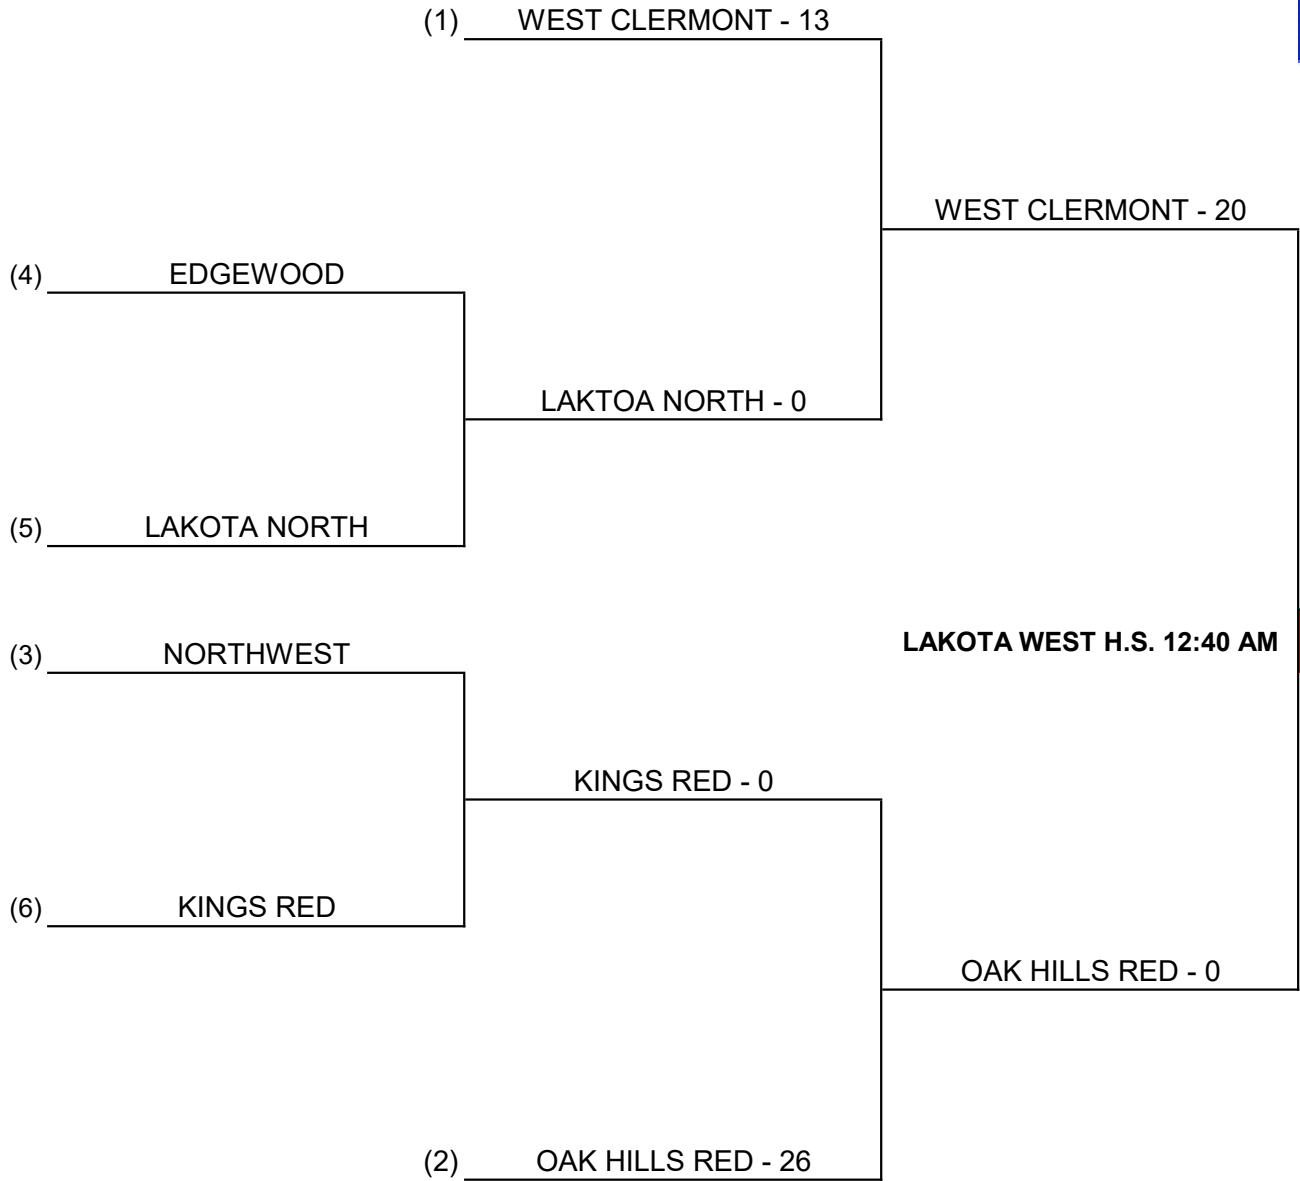 (1) WEST CLERMONT - 13
WEST CLERMONT - 20
(4) EDGEWOOD
LAKTOA NORTH - 0
(5) LAKOTA NORTH
LAKOTA WEST H.S. 12:40 AM
(3) NORTHWEST
KINGS RED - 0
(6) KINGS RED
OAK HILLS RED - 0
(2) OAK HILLS RED - 26